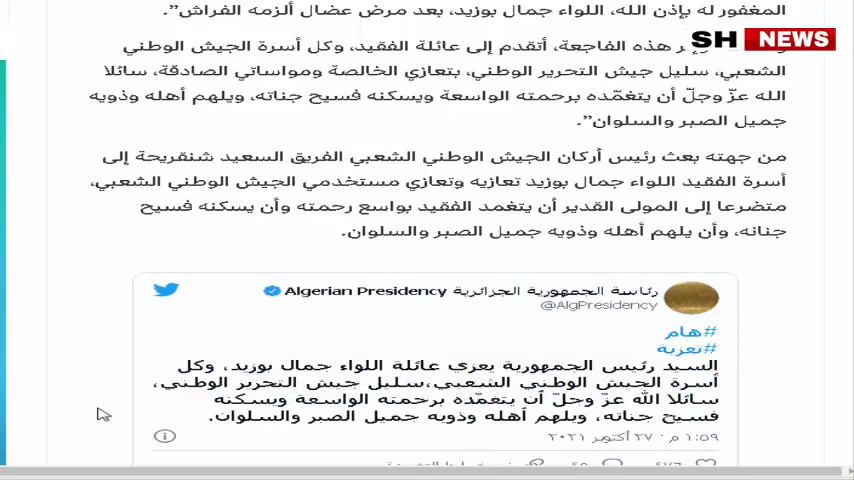 المغفور له بإذن الله، اللواء جمال بوزيد، بعد مرض عضال ألزمه الفراش”.
SH NEWS
هذه الفاجعة، أتقدم إلى عائلة الفقيد، وكل أسرة الجيش الوطني
الشعبي، سليل جيش التحرير الوطني، بتعازي الخالصة ومواساتي الصادقة، سائلا
الله عزّ وجلّ أن يتغمّده برحمته الواسعة ويسكنه فسيح جناته، ويلهم أهله وذويه
جميل الصبر والسلوان”.
من جهته بعث رئيس أركان الجيش الوطني الشعبي الفريق السعيد شنقريحة إلى
أسرة الفقيد اللواء جمال بوزيد تعازيه وتعازي مستخدمي الجيش الوطني الشعبي،
متضرعا إلى المولى القدير أن يتغمد الفقيد بواسع رحمته وأن يسكنه فسيح
جنانه، وأن يلهم أهله وذويه جميل الصبر والسلوان.
رئاسة الجمهورية الجزائرية Algerian Presidency
@AlgPresidency
#هام
#تعزية
السيد رئيس الجمهورية يعزي عائلة اللواء جمال بوزيد، وكل
أسرة الجيش الوطني الشعبي،سليل جيش التحرير الوطني،
سائلا الله عزّ وجلّ أن يتغمّده برحمته الواسعة ويسكنه
فسيح جناته، ويلهم أهله وذويه جميل الصبر والسلوان.
١:٥٩ م · ٢٧ أكتوبر ٢٠٢١